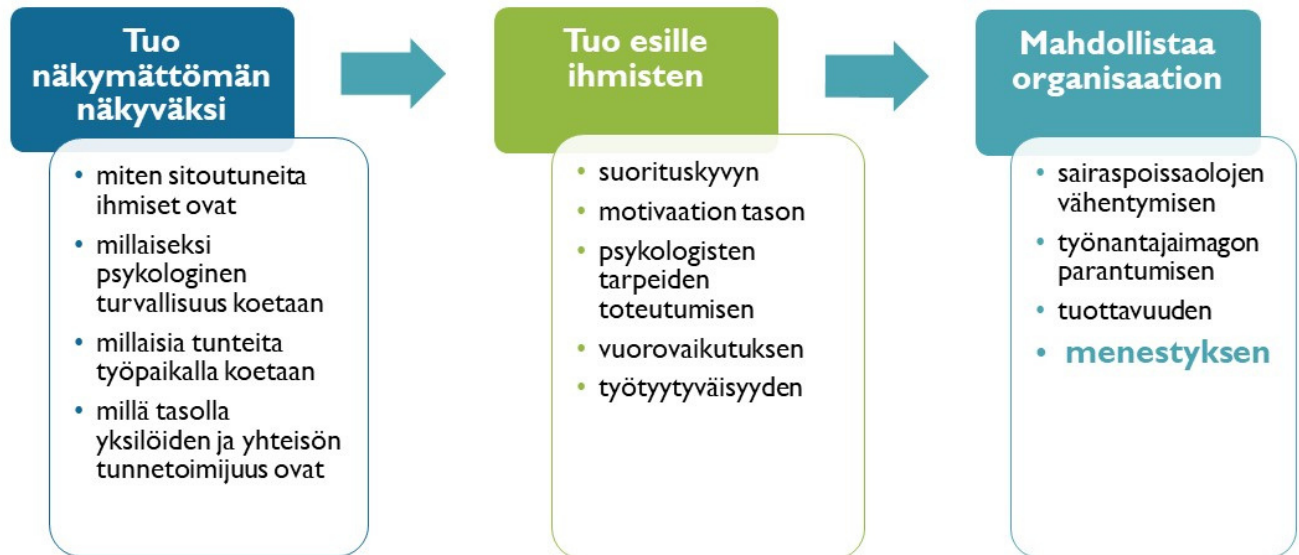 Tuo
näkymättömän
näkyväksi
• miten sitoutuneita
ihmiset ovat
• millaiseksi
psykologinen
turvallisuus koetaan
• millaisia tunteita
työpaikalla koetaan
• millä tasolla
yksilöiden ja yhteisön
tunnetoimijuus ovat
Tuo esille
ihmisten
• suorituskyvyn
• motivaation tason
• psykologisten
tarpeiden
toteutumisen
• vuorovaikutuksen
• työtyytyväisyyden
Mahdollistaa
organisaation
• sairaspoissaolojen
vähentymisen
• työnantajaimagon
parantumisen
• tuottavuuden
• menestyksen